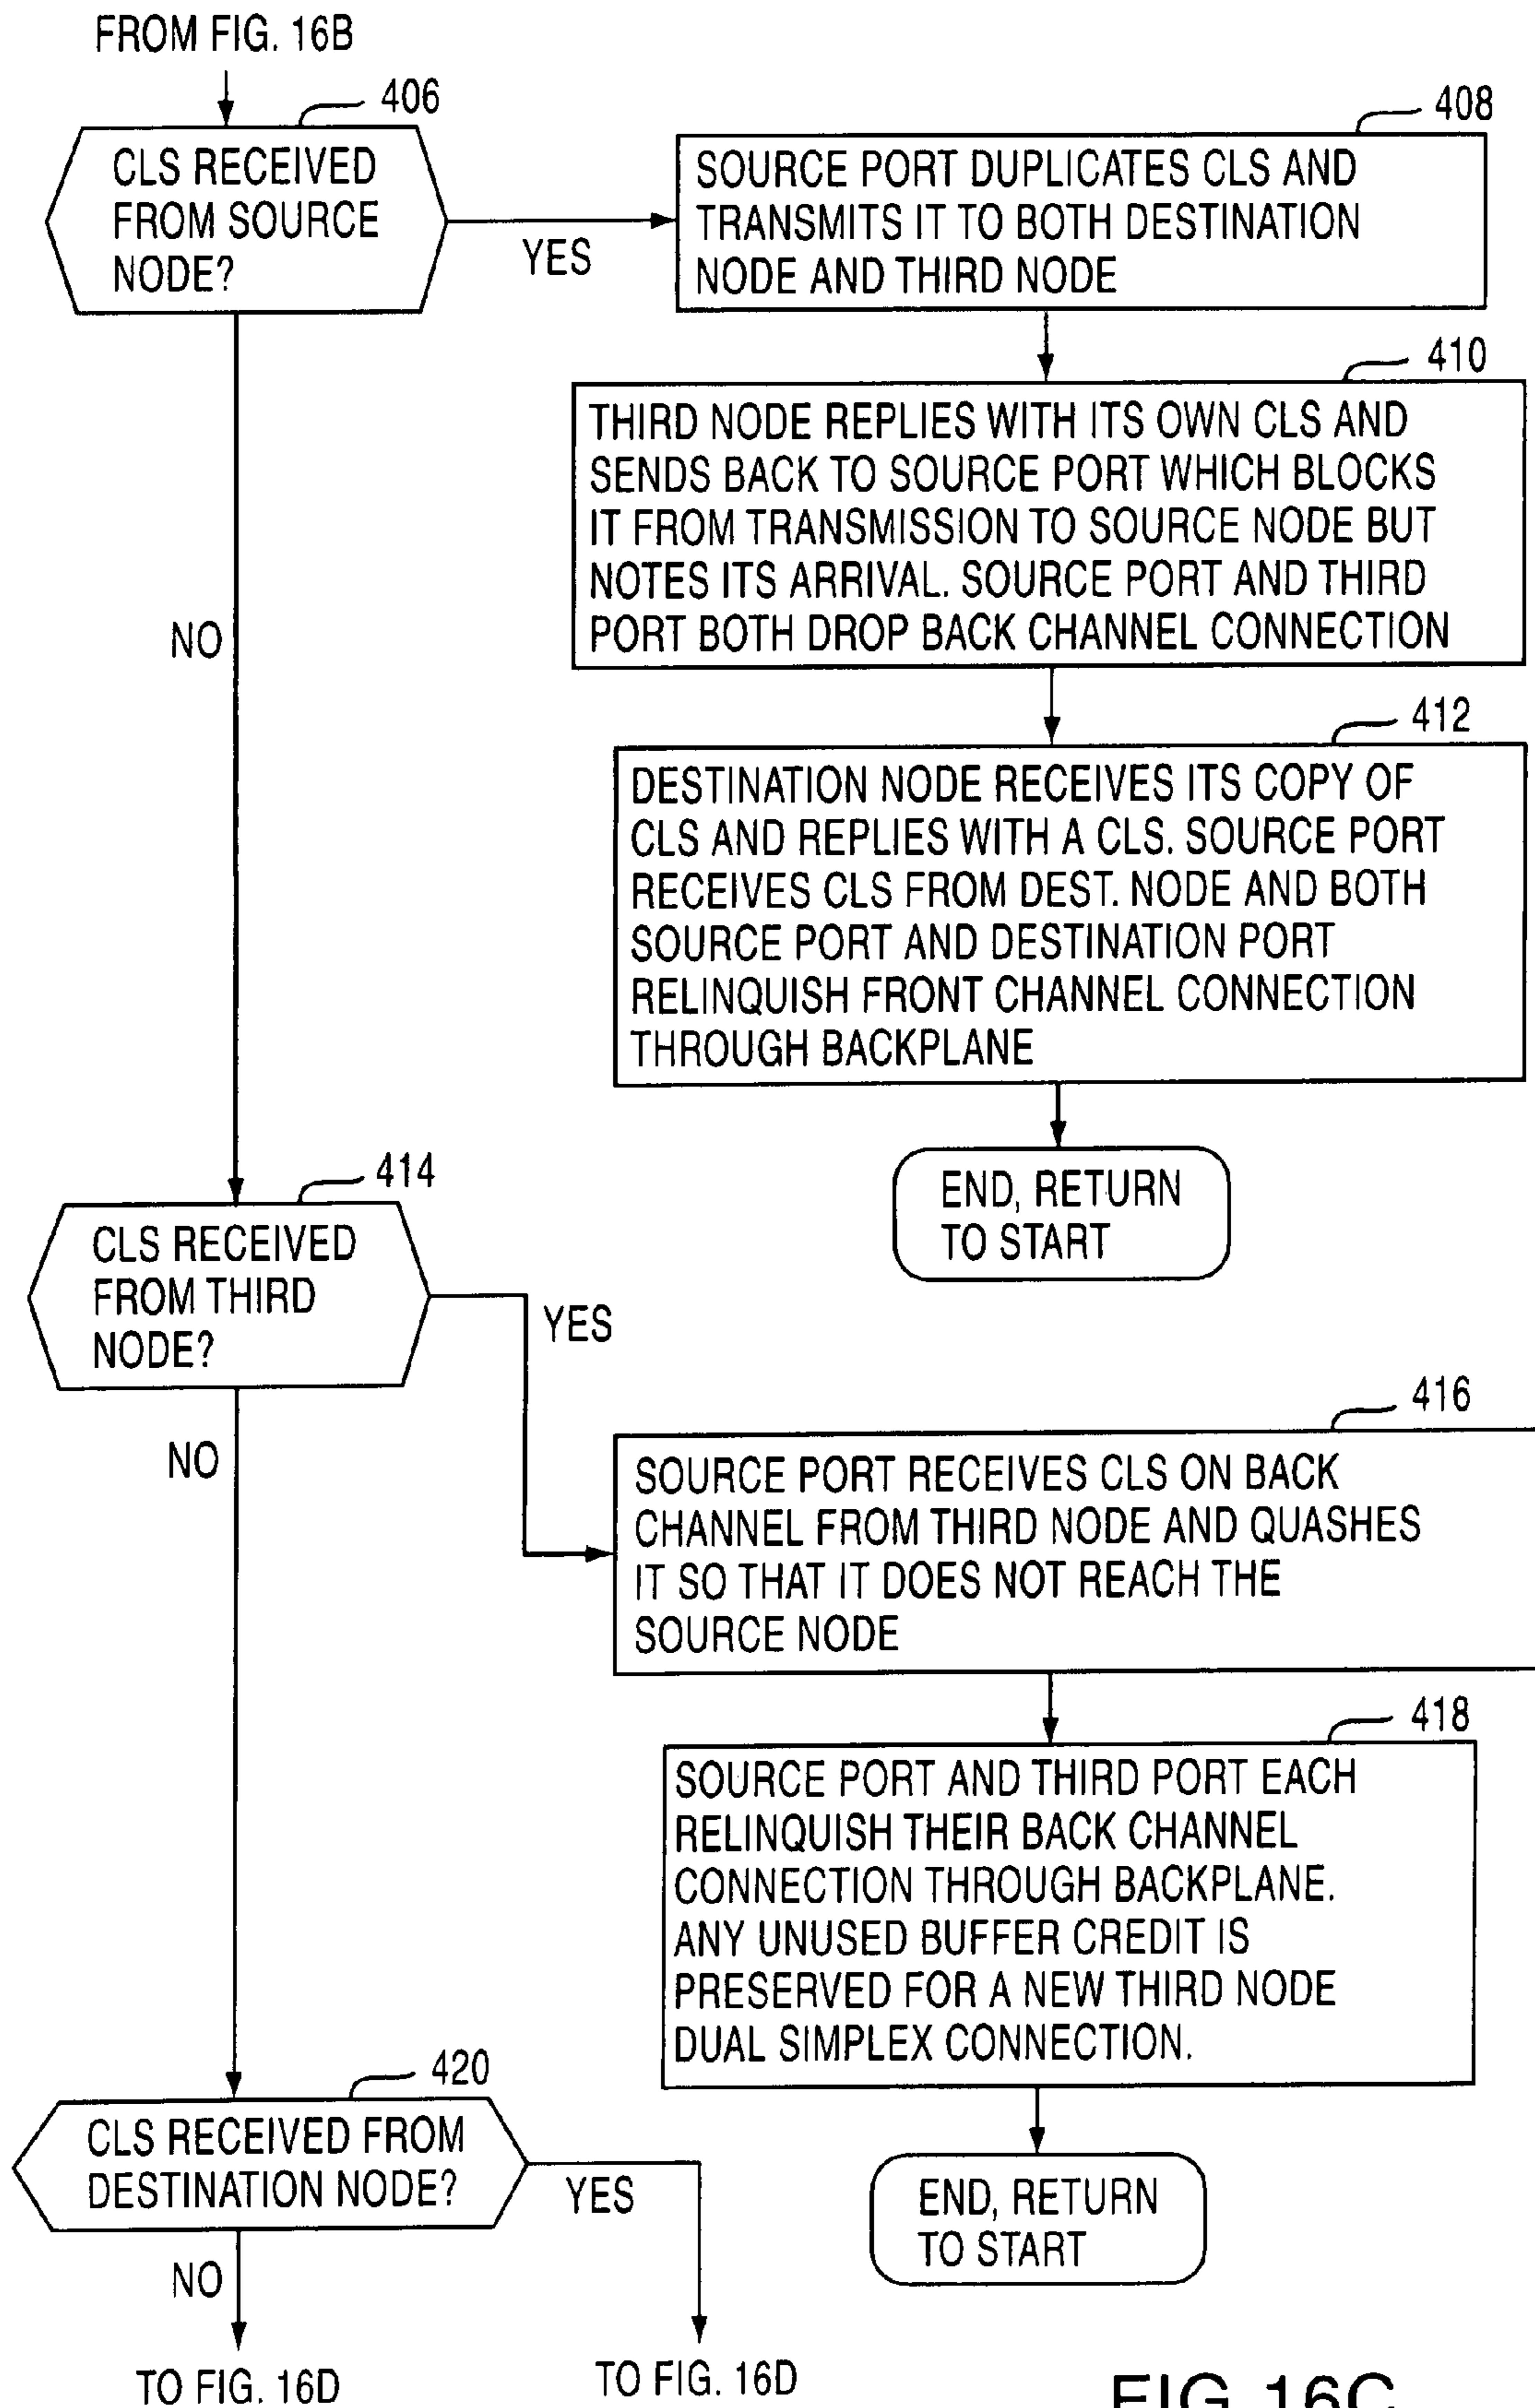 FROM FIG. 16B
406
CLS RECEIVED
FROM SOURCE
NODE?
YES
408
SOURCE PORT DUPLICATES CLS AND
TRANSMITS IT TO BOTH DESTINATION
NODE AND THIRD NODE
410
THIRD NODE REPLIES WITH ITS OWN CLS AND
SENDS BACK TO SOURCE PORT WHICH BLOCKS
IT FROM TRANSMISSION TO SOURCE NODE BUT
NOTES ITS ARRIVAL. SOURCE PORT AND THIRD
PORT BOTH DROP BACK CHANNEL CONNECTION
NO
412
DESTINATION NODE RECEIVES ITS COPY OF
CLS AND REPLIES WITH A CLS. SOURCE PORT
RECEIVES CLS FROM DEST. NODE AND BOTH
SOURCE PORT AND DESTINATION PORT
RELINQUISH FRONT CHANNEL CONNECTION
THROUGH BACKPLANE
END, RETURN
TO START
414
CLS RECEIVED
FROM THIRD
NODE?
YES
NO
416
SOURCE PORT RECEIVES CLS ON BACK
CHANNEL FROM THIRD NODE AND QUASHES
IT SO THAT IT DOES NOT REACH THE
SOURCE NODE
418
SOURCE PORT AND THIRD PORT EACH
RELINQUISH THEIR BACK CHANNEL
CONNECTION THROUGH BACKPLANE.
ANY UNUSED BUFFER CREDIT IS
PRESERVED FOR A NEW THIRD NODE
DUAL SIMPLEX CONNECTION.
END, RETURN
TO START
420
CLS RECEIVED FROM
DESTINATION NODE?
YES
NO
TO FIG. 16D
TO FIG. 16D
FIG. 16C